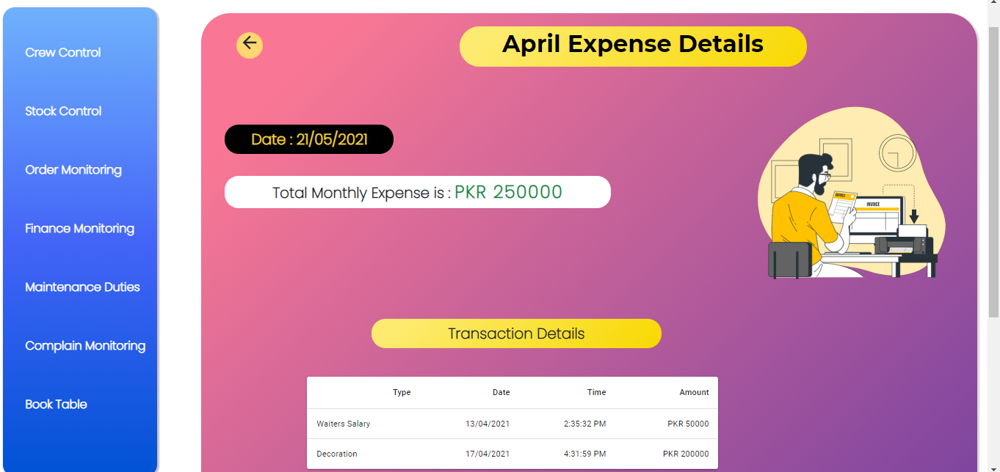 Crew Control
Stock Control
Order Monitoring
Finance Monitoring
Maintenance Duties
Complain Monitoring
Book Table
April Expense Details
Date : 21/05/2021
Total Monthly Expense is : PKR 250000
INVOICE
INVOICE
Transaction Details
Type Date Time Amount
Waiters Salary 13/04/2021 2:35:32 PM PKR 50000
Decoration 17/04/2021 4:31:59 PM PKR 200000